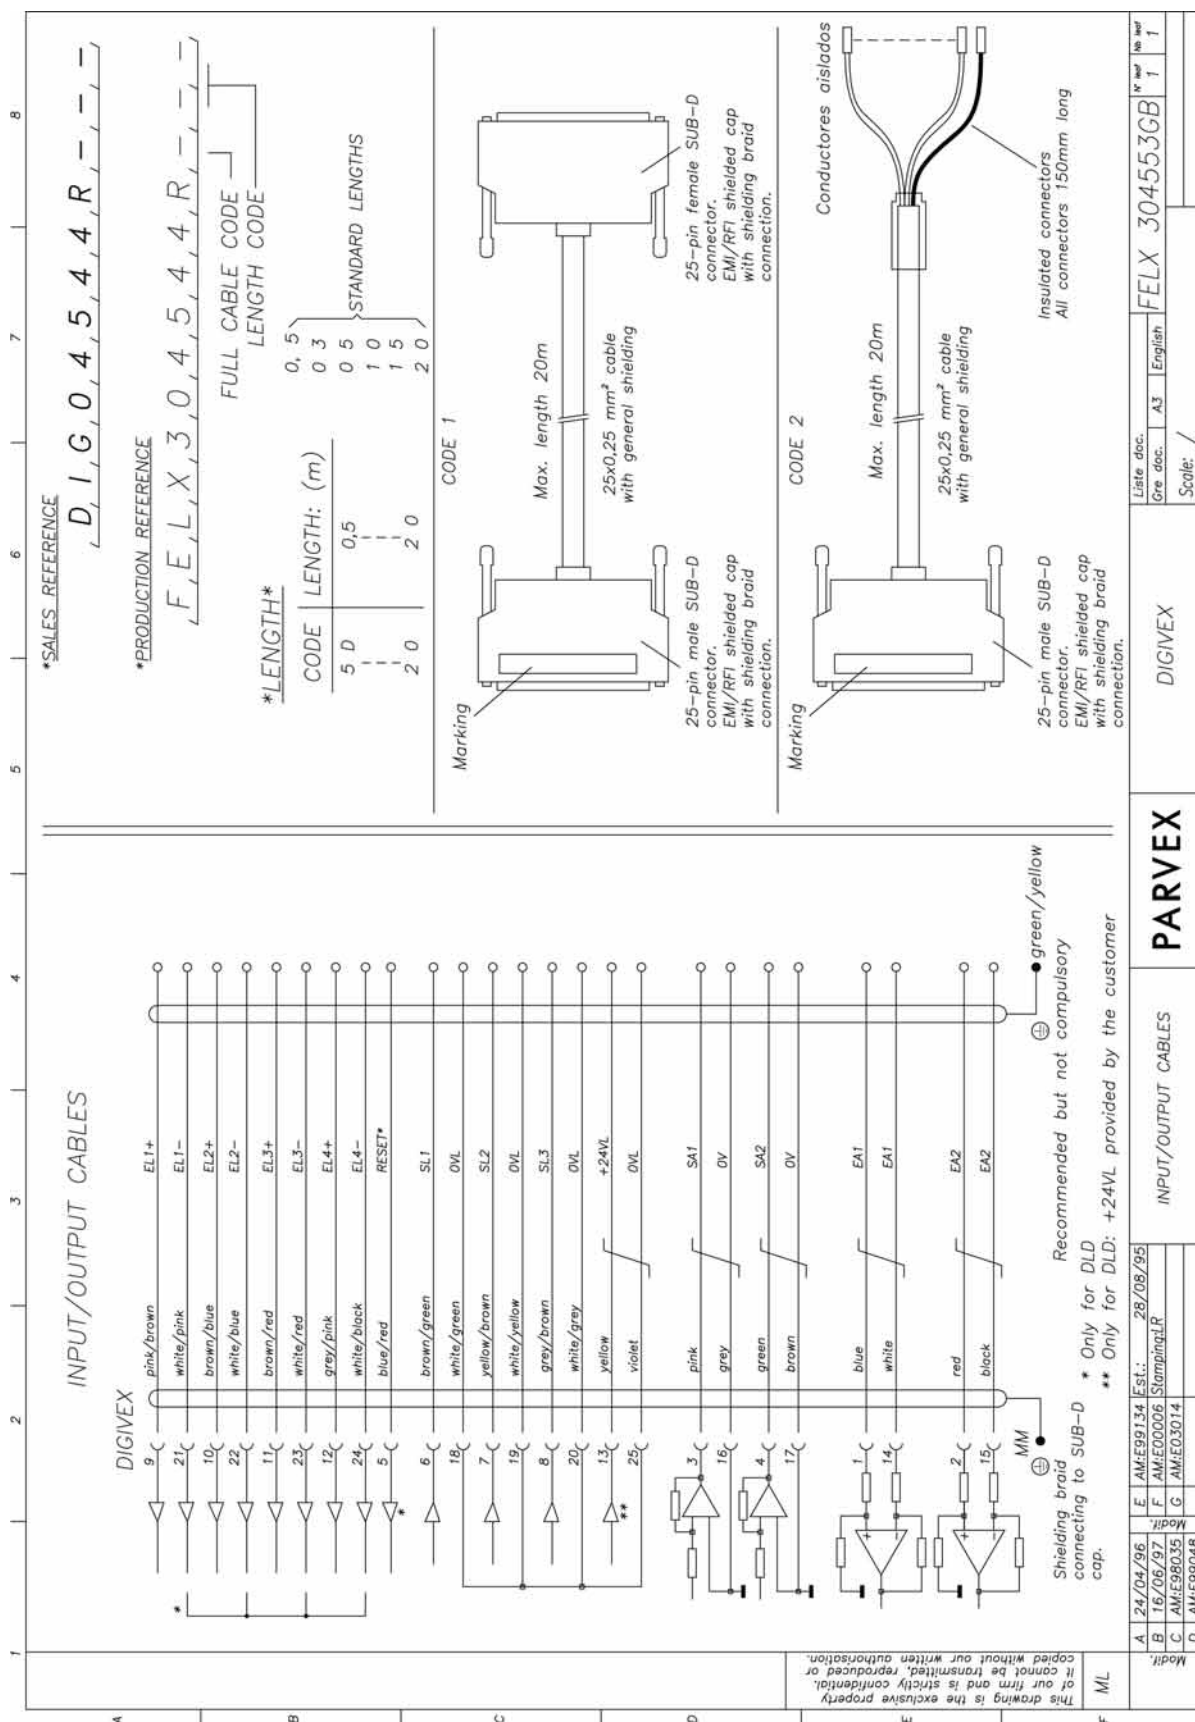 1 2 3 4 5 6 7 8
INPUT/OUTPUT CABLES
DIGIVEX
9 pink/brown EL1+
21 white/pink EL1-
10 brown/blue EL2+
22 white/blue EL2-
11 brown/red EL3+
23 white/red EL3-
12 grey/pink EL4+
24 white/black EL4-
5 blue/red RESET*
6 brown/green SL1
18 white/green 0VL
7 yellow/brown SL2
19 white/yellow 0VL
8 grey/brown SL3
20 white/grey 0VL
13 yellow +24VL
25 violet 0VL
3 pink SA1
16 grey 0V
4 green SA2
17 brown 0V
1 blue EA1
14 white EA1
2 red EA2
15 black EA2
*
*
**
+
-
+
-
MM
green/yellow
Shielding braid
connecting to SUB-D
cap.
Recommended but not compulsory
* Only for DLD
** Only for DLD: +24VL provided by the customer
*SALES REFERENCE
D,I,G,0,4,5,4,4,R,-,-,-
*PRODUCTION REFERENCE
F,E,L,X,3,0,4,5,4,4,R,-,-,-
FULL CABLE CODE
LENGTH CODE
*LENGTH*
CODE LENGTH: (m)
5 D 0,5
2 0 2 0
0, 5
0 3
0 5
1 0
1 5
2 0
STANDARD LENGTHS
CODE 1
Marking
Max. length 20m
25x0,25 mm² cable
with general shielding
25-pin male SUB-D
connector.
EMI/RFI shielded cap
with shielding braid
connection.
25-pin female SUB-D
connector.
EMI/RFI shielded cap
with shielding braid
connection.
CODE 2
Marking
Max. length 20m
25x0,25 mm² cable
with general shielding
Conductores aislados
25-pin male SUB-D
connector.
EMI/RFI shielded cap
with shielding braid
connection.
Insulated connectors
All connectors 150mm long
This drawing is the exclusive property
of our firm and is strictly confidential.
It cannot be transmitted, reproduced or
copied without our written authorisation.
ML
A B C D E F
Modif.
A 24/04/96
B 16/06/97
C AM:E98035
D AM:E99048
Modif.
E AM:E99134
F AM:E00006
G AM:E03014
Est.: 28/08/95
Stamping:LR
INPUT/OUTPUT CABLES
PARVEX
DIGIVEX
Liste doc.
Gre doc. A3 English
Scale: /
FELX 304553GB
N° leaf 1
Nb leaf 1